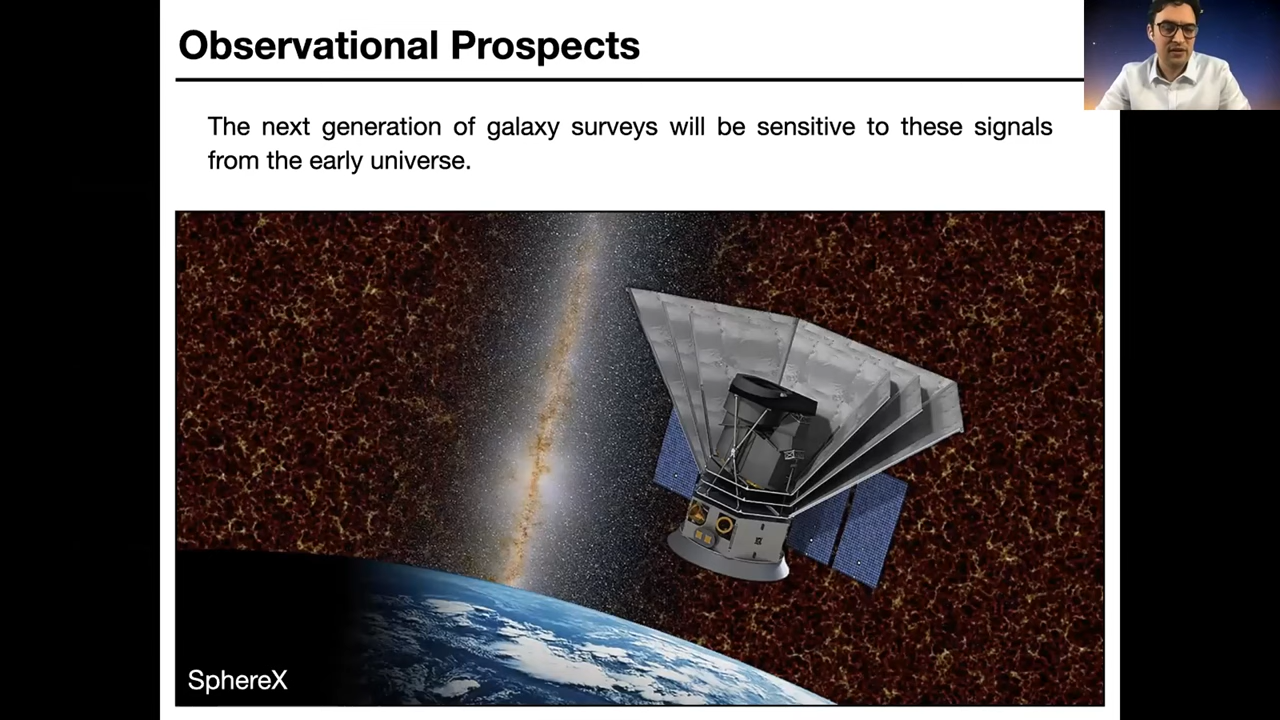 Observational Prospects
The next generation of galaxy surveys will be sensitive to these signals
from the early universe.
SphereX